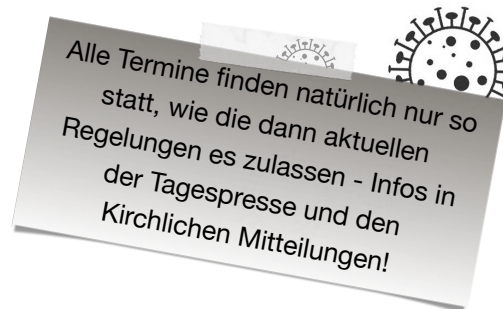 Alle Termine finden natürlich nur so
statt, wie die dann aktuellen
Regelungen es zulassen - Infos in
der Tagespresse und den
Kirchlichen Mitteilungen!